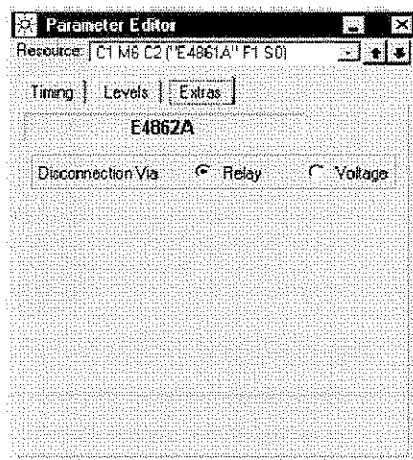 Parameter Editor
Resource: C1 M6 C2 ("E4861A" F1 S0)
Timing Levels Extras
E4862A
Disconnection Via Relay Voltage